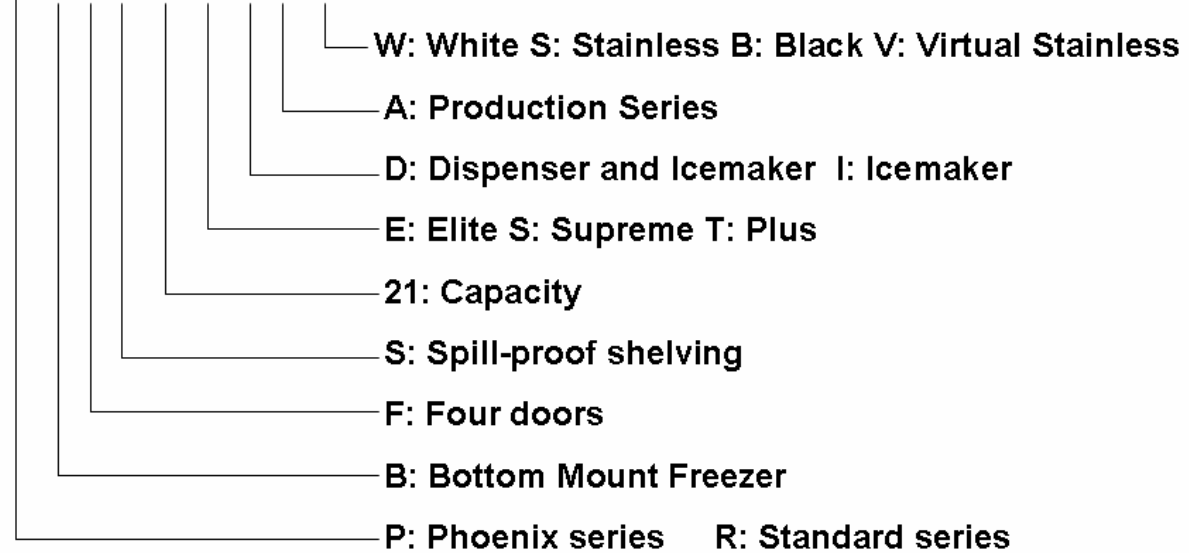 W: White S: Stainless B: Black V: Virtual Stainless
A: Production Series
D: Dispenser and Icemaker I: Icemaker
E: Elite S: Supreme T: Plus
21: Capacity
S: Spill-proof shelving
F: Four doors
B: Bottom Mount Freezer
P: Phoenix series R: Standard series